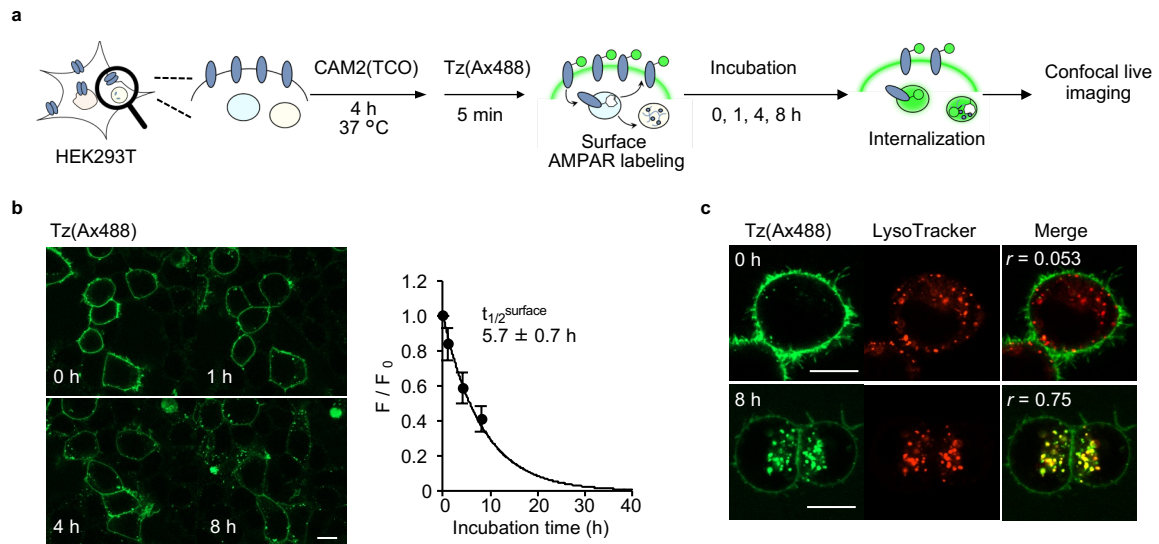 a
HEK293T
CAM2(TCO)
4 h
37 °C
Tz(Ax488)
5 min
Surface
AMPAR labeling
Incubation
0, 1, 4, 8 h
Internalization
Confocal live
imaging
b
Tz(Ax488)
0 h
1 h
4 h
8 h
F / F0
1.2
1.0
0.8
0.6
0.4
0.2
0
t1/2surface
5.7 ± 0.7 h
0 10 20 30 40
Incubation time (h)
c
Tz(Ax488) LysoTracker Merge
0 h
r = 0.053
8 h
r = 0.75